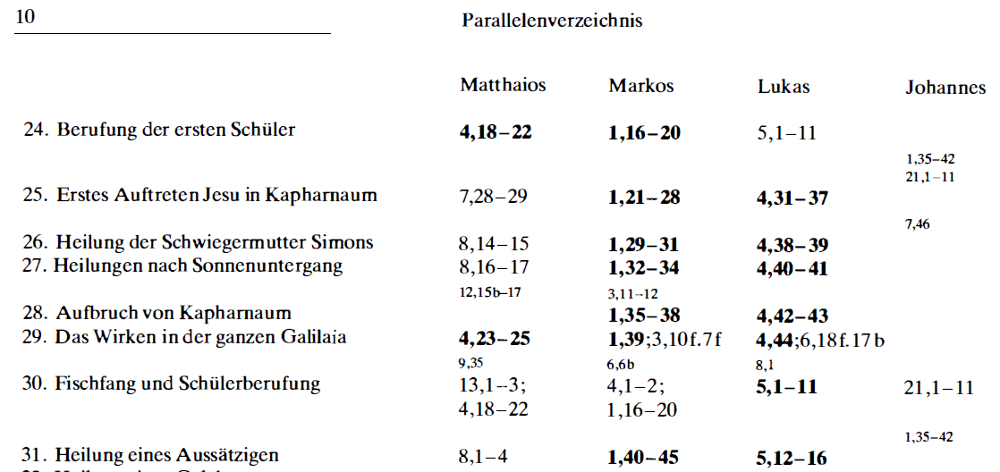 10 Parallelenverzeichnis
Matthaios Markos Lukas Johannes
24. Berufung der ersten Schüler 4,18–22 1,16–20 5,1–11
1,35–42
21,1–11
25. Erstes Auftreten Jesu in Kapharnaum 7,28–29 1,21–28 4,31–37
7,46
26. Heilung der Schwiegermutter Simons 8,14–15 1,29–31 4,38–39
27. Heilungen nach Sonnenuntergang 8,16–17 1,32–34 4,40–41
12,15b–17 3,11–12
28. Aufbruch von Kapharnaum 1,35–38 4,42–43
29. Das Wirken in der ganzen Galilaia 4,23–25 1,39;3,10f.7f 4,44;6,18f.17b
9,35 6,6b 8,1
30. Fischfang und Schülerberufung 13,1–3; 4,1–2; 5,1–11 21,1–11
4,18–22 1,16–20
1,35–42
31. Heilung eines Aussätzigen 8,1–4 1,40–45 5,12–16